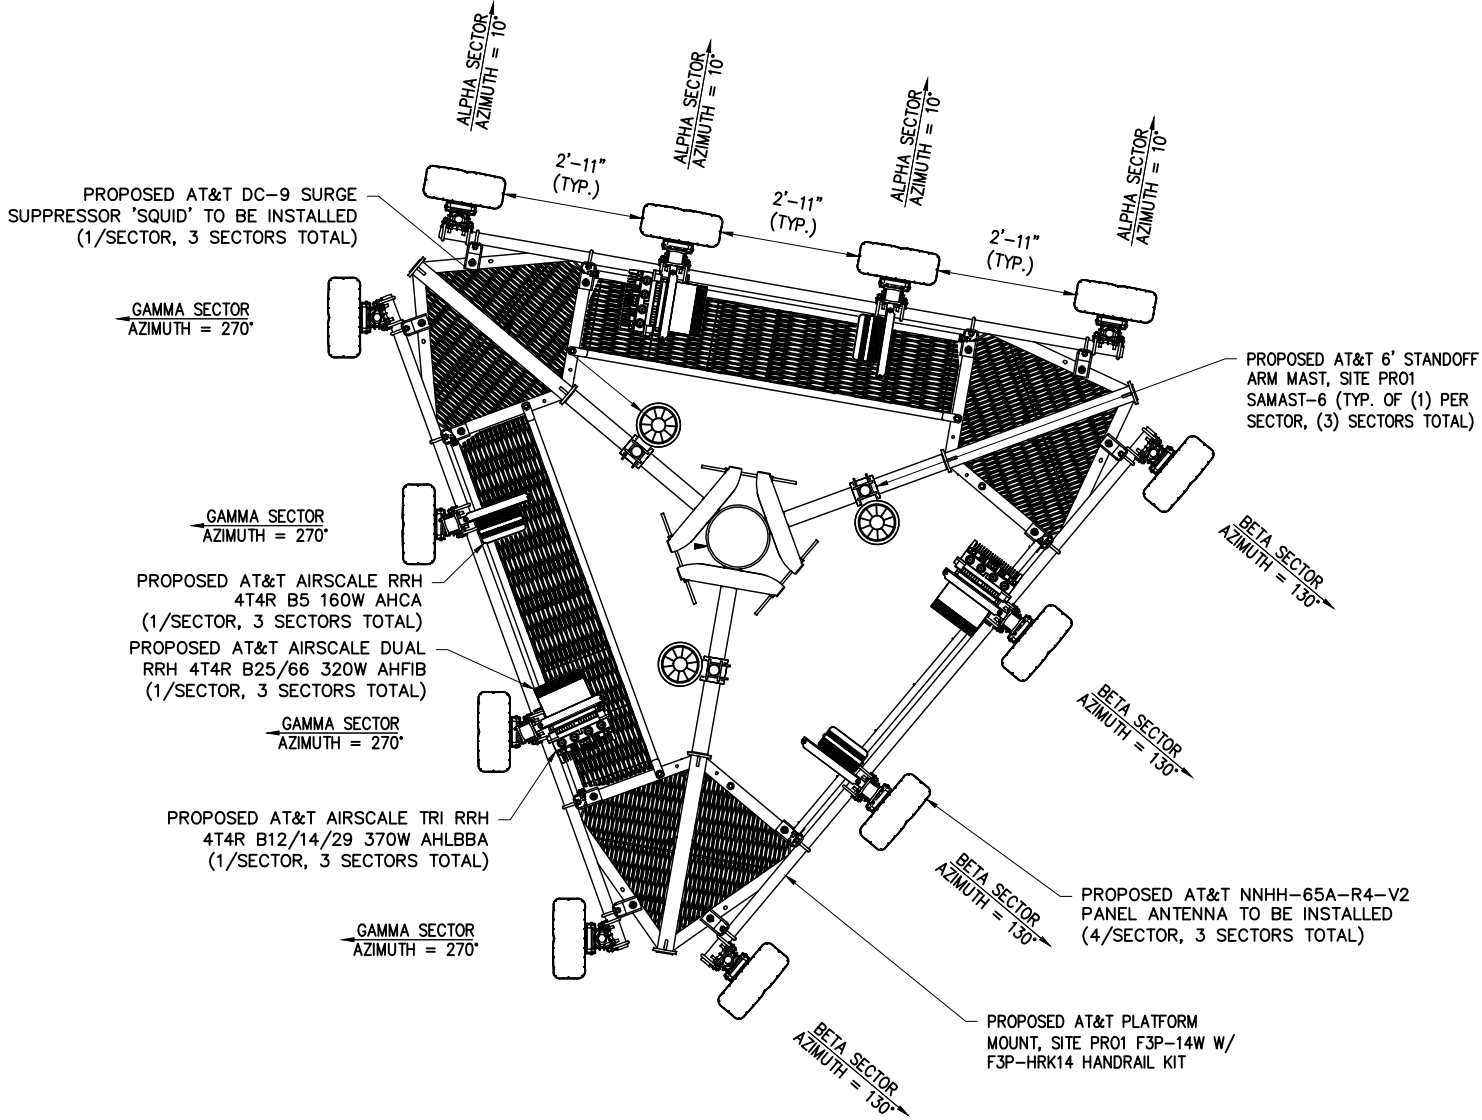 ALPHA SECTOR
AZIMUTH = 10°
ALPHA SECTOR
AZIMUTH = 10°
ALPHA SECTOR
AZIMUTH = 10°
ALPHA SECTOR
AZIMUTH = 10°
2'-11"
(TYP.)
2'-11"
(TYP.)
2'-11"
(TYP.)
PROPOSED AT&T DC-9 SURGE
SUPPRESSOR 'SQUID' TO BE INSTALLED
(1/SECTOR, 3 SECTORS TOTAL)
GAMMA SECTOR
AZIMUTH = 270°
PROPOSED AT&T 6' STANDOFF
ARM MAST, SITE PRO1
SAMAST-6 (TYP. OF (1) PER
SECTOR, (3) SECTORS TOTAL)
GAMMA SECTOR
AZIMUTH = 270°
BETA SECTOR
AZIMUTH = 130°
PROPOSED AT&T AIRSCALE RRH
4T4R B5 160W AHCA
(1/SECTOR, 3 SECTORS TOTAL)
PROPOSED AT&T AIRSCALE DUAL
RRH 4T4R B25/66 320W AHFIB
(1/SECTOR, 3 SECTORS TOTAL)
GAMMA SECTOR
AZIMUTH = 270°
BETA SECTOR
AZIMUTH = 130°
PROPOSED AT&T AIRSCALE TRI RRH
4T4R B12/14/29 370W AHLBBA
(1/SECTOR, 3 SECTORS TOTAL)
BETA SECTOR
AZIMUTH = 130°
PROPOSED AT&T NNHH-65A-R4-V2
PANEL ANTENNA TO BE INSTALLED
(4/SECTOR, 3 SECTORS TOTAL)
GAMMA SECTOR
AZIMUTH = 270°
PROPOSED AT&T PLATFORM
MOUNT, SITE PRO1 F3P-14W W/
F3P-HRK14 HANDRAIL KIT
BETA SECTOR
AZIMUTH = 130°